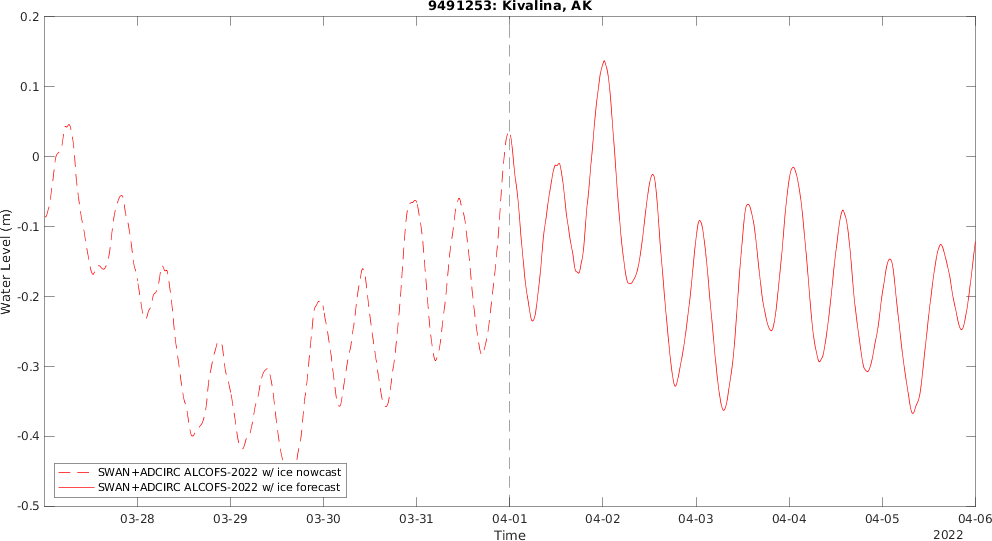 9491253: Kivalina, AK
0.2
0.1
0
-0.1
-0.2
-0.3
-0.4
-0.5
Water Level (m)
SWAN+ADCIRC ALCOFS-2022 w/ ice nowcast
SWAN+ADCIRC ALCOFS-2022 w/ ice forecast
03-28 03-29 03-30 03-31 04-01 04-02 04-03 04-04 04-05 04-06
Time
2022